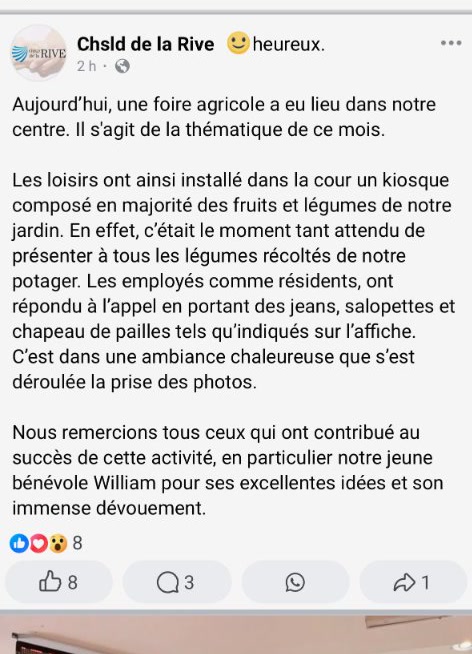 RIVE
Chsld de la Rive heureux.
2 h
Aujourd’hui, une foire agricole a eu lieu dans notre
centre. Il s'agit de la thématique de ce mois.
Les loisirs ont ainsi installé dans la cour un kiosque
composé en majorité des fruits et légumes de notre
jardin. En effet, c’était le moment tant attendu de
présenter à tous les légumes récoltés de notre
potager. Les employés comme résidents, ont
répondu à l’appel en portant des jeans, salopettes et
chapeau de pailles tels qu’indiqués sur l’affiche.
C’est dans une ambiance chaleureuse que s’est
déroulée la prise des photos.
Nous remercions tous ceux qui ont contribué au
succès de cette activité, en particulier notre jeune
bénévole William pour ses excellentes idées et son
immense dévouement.
8
8 3 1